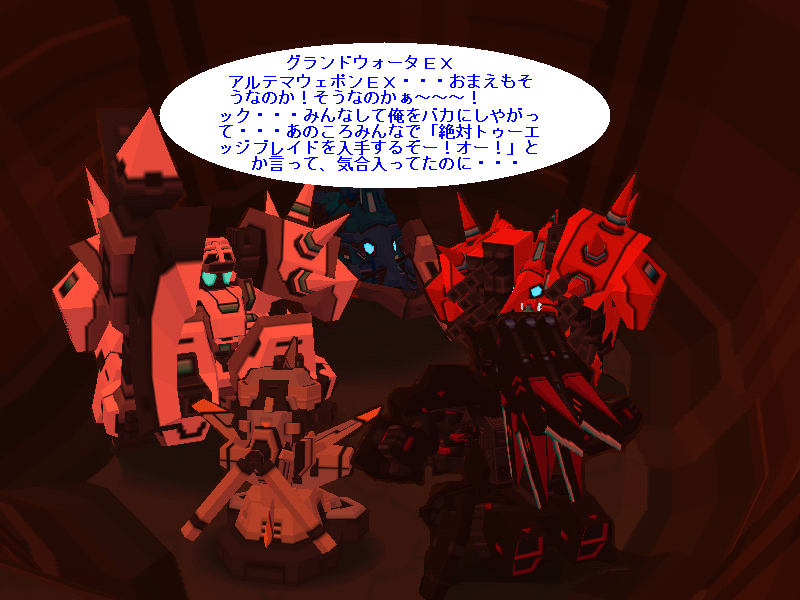 グランドウォータEX
アルテマウェポンEX・・・おまえもそ
うなのか!そうなのかぁ~~~!
ック・・・みんなして俺をバカにしやがっ
て・・・あのころみんなで「絶対トゥーエ
ッジブレイドを入手するぞー!オー!」と
か言って、気合入ってたのに・・・